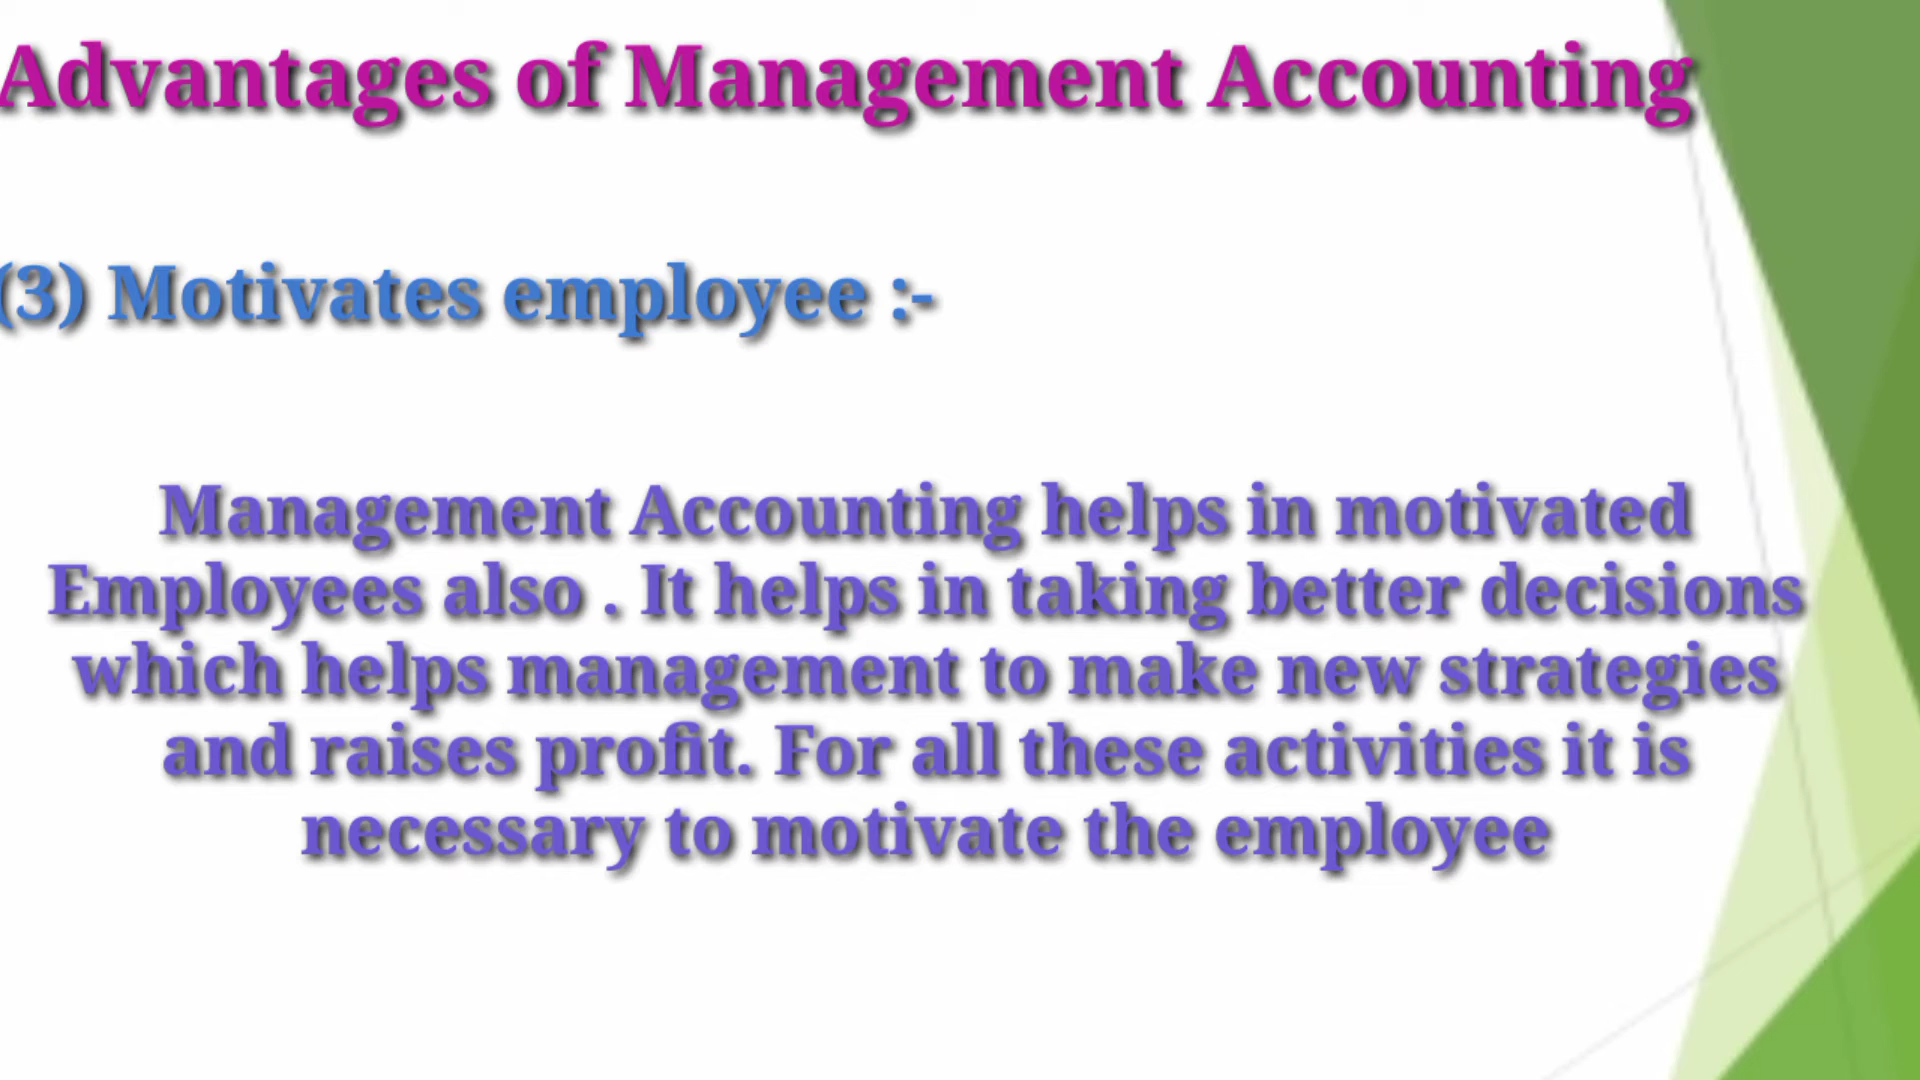 Advantages of Management Accounting
(3) Motivates employee :-
Management Accounting helps in motivated
Employees also . It helps in taking better decisions
which helps management to make new strategies
and raises profit. For all these activities it is
necessary to motivate the employee